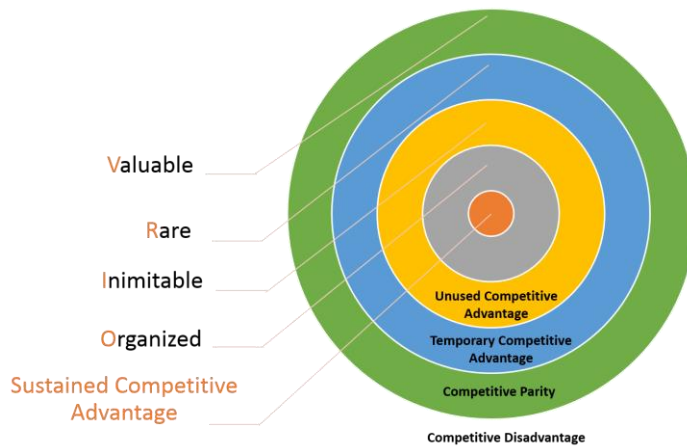 Valuable
Rare
Inimitable
Organized
Sustained Competitive
Advantage
Unused Competitive
Advantage
Temporary Competitive
Advantage
Competitive Parity
Competitive Disadvantage